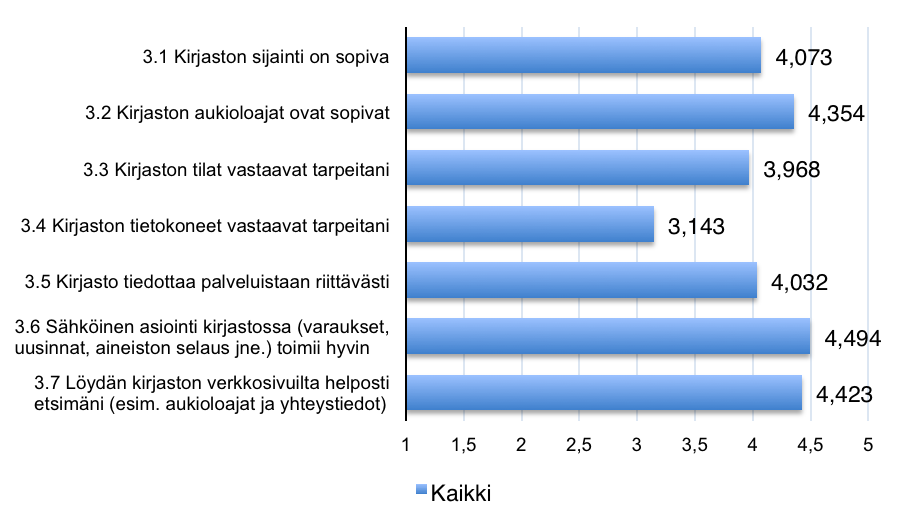 3.1 Kirjaston sijainti on sopiva
4,073
3.2 Kirjaston aukioloajat ovat sopivat
4,354
3.3 Kirjaston tilat vastaavat tarpeitani
3,968
3.4 Kirjaston tietokoneet vastaavat tarpeitani
3,143
3.5 Kirjasto tiedottaa palveluistaan riittävästi
4,032
3.6 Sähköinen asiointi kirjastossa (varaukset,
uusinnat, aineiston selaus jne.) toimii hyvin
4,494
3.7 Löydän kirjaston verkkosivuilta helposti
etsimäni (esim. aukioloajat ja yhteystiedot)
4,423
1 1,5 2 2,5 3 3,5 4 4,5 5
Kaikki